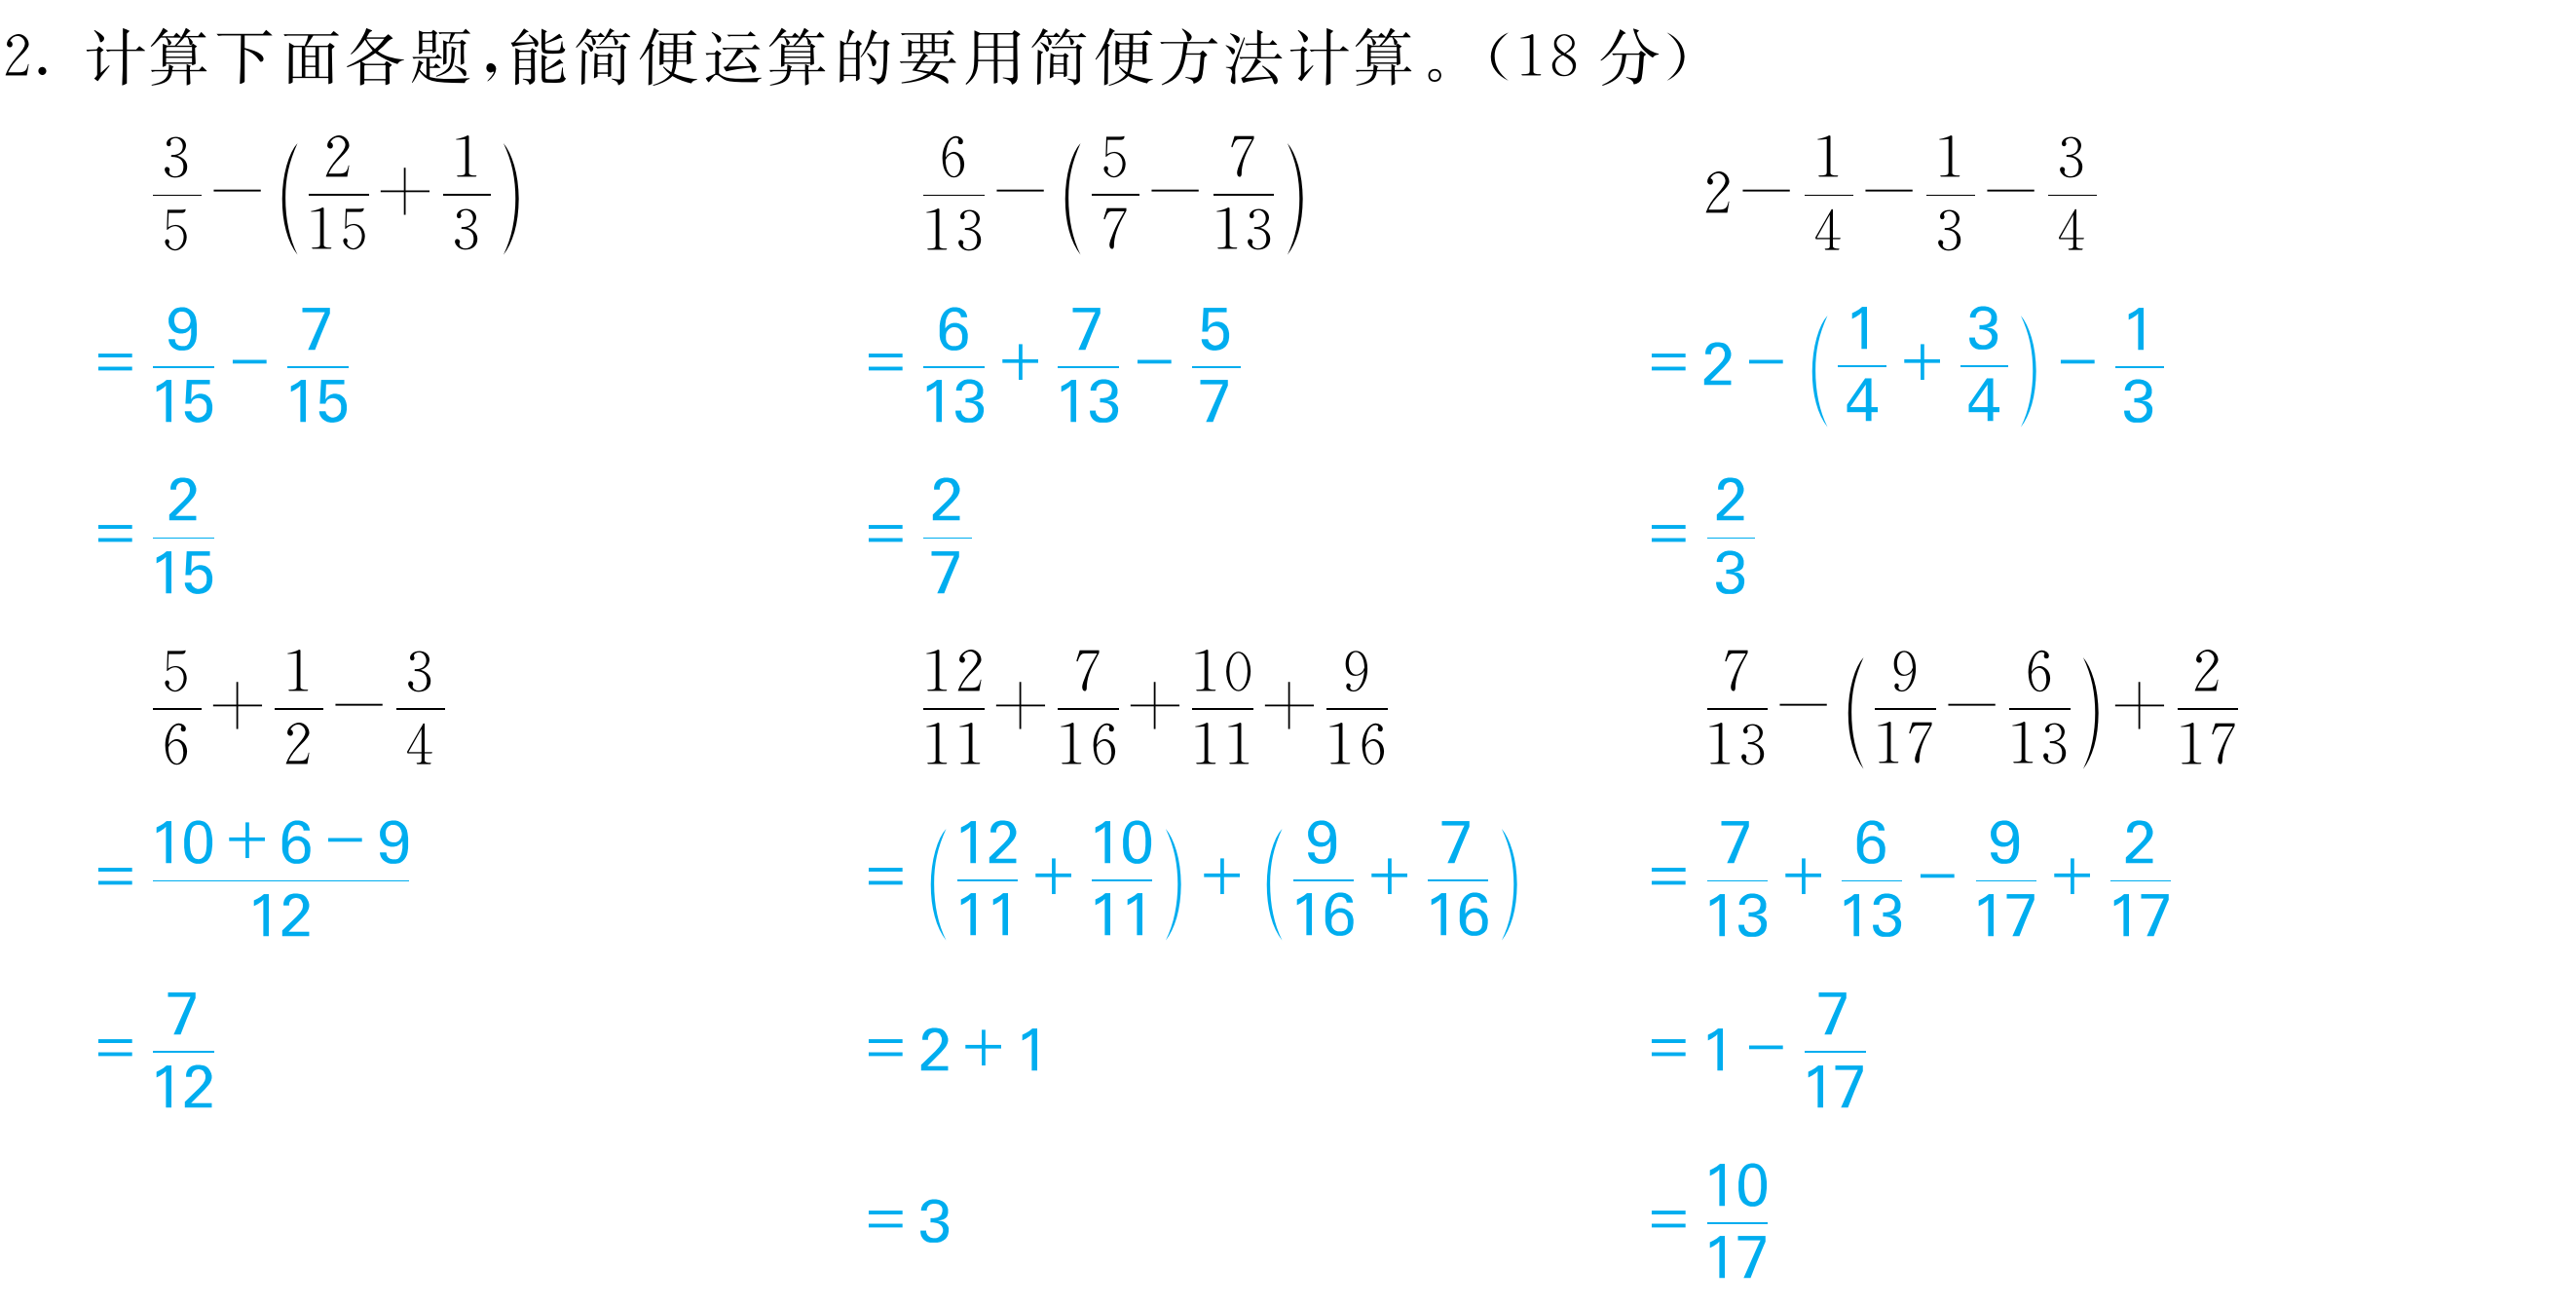 2. 计算下面各题,能简便运算的要用简便方法计算。(18 分)
3/5-(2/15+1/3) 6/13-(5/7-7/13) 2-1/4-1/3-3/4
=9/15-7/15 =6/13+7/13-5/7 =2-(1/4+3/4)-1/3
=2/15 =2/7 =2/3
5/6+1/2-3/4 12/11+7/16+10/11+9/16 7/13-(9/17-6/13)+2/17
=(10+6-9)/12 =(12/11+10/11)+(9/16+7/16) =7/13+6/13-9/17+2/17
=7/12 =2+1 =1-7/17
=3 =10/17